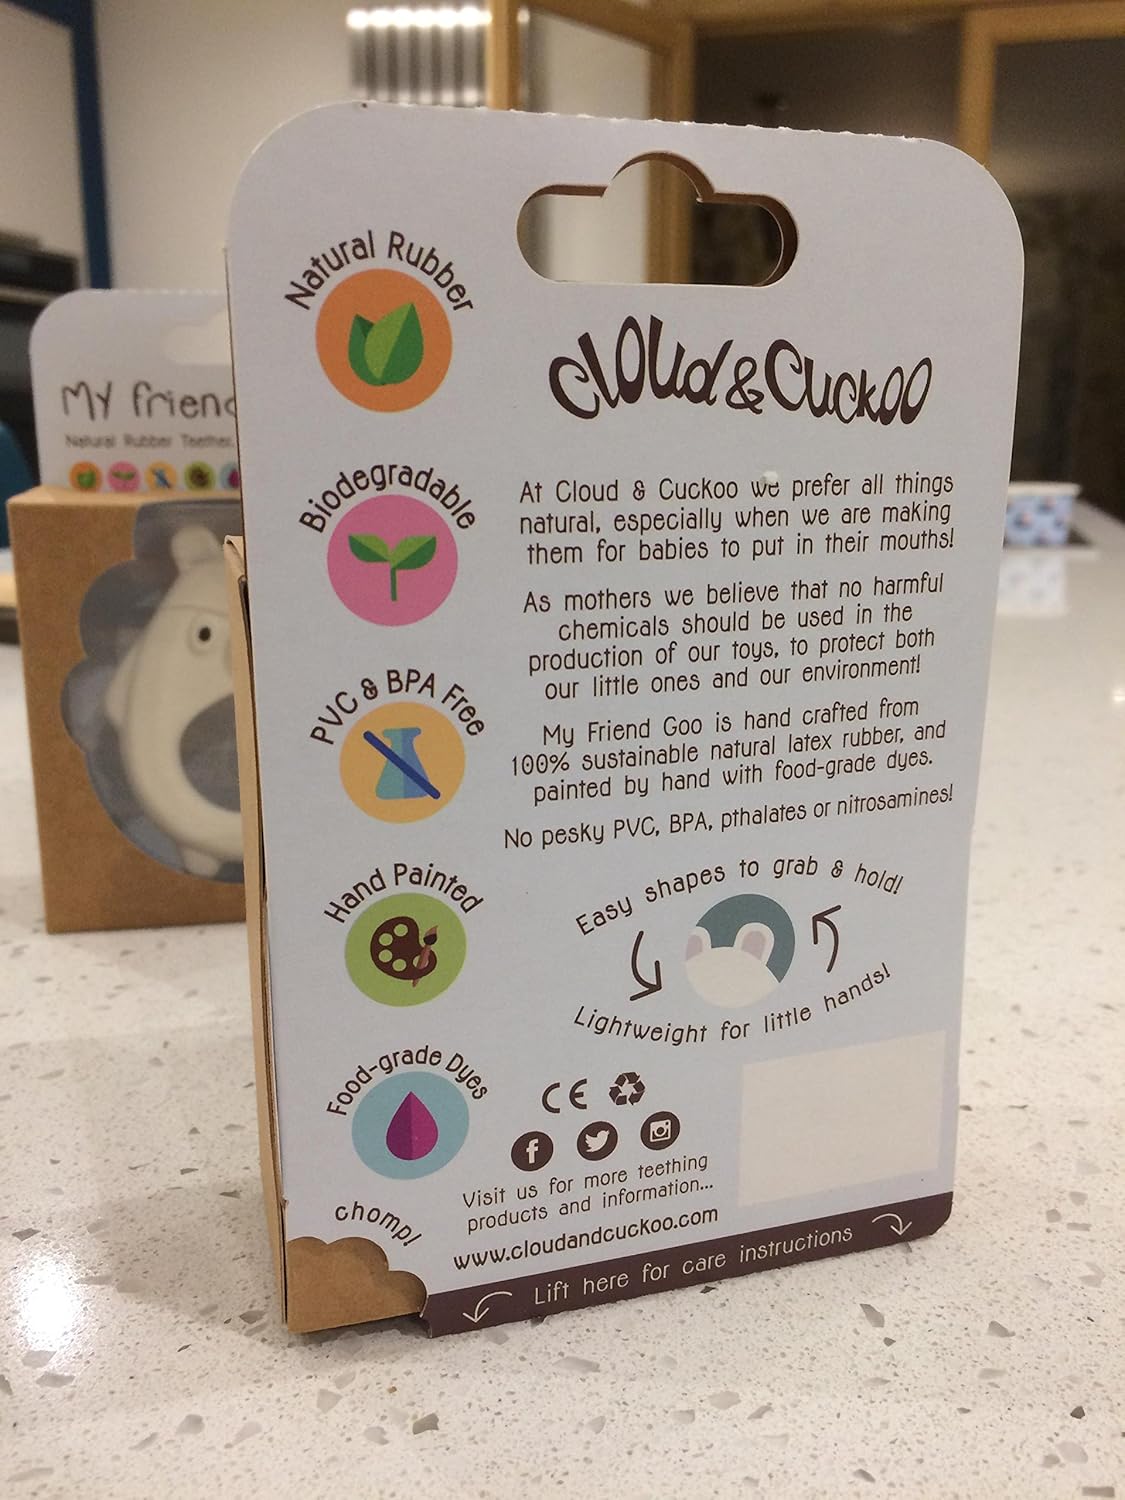 Natural Rubber
Biodegradable
PVC & BPA Free
Hand Painted
Food-grade Dyes
chomp!
Cloud & Cuckoo
At Cloud & Cuckoo we prefer all things
natural, especially when we are making
them for babies to put in their mouths!
As mothers we believe that no harmful
chemicals should be used in the
production of our toys, to protect both
our little ones and our environment!
My Friend Goo is hand crafted from
100% sustainable natural latex rubber, and
painted by hand with food-grade dyes.
No pesky PVC, BPA, pthalates or nitrosamines!
Easy shapes to grab & hold!
Lightweight for little hands!
CE
Visit us for more teething
products and information...
www.cloudandcuckoo.com
Lift here for care instructions
My friend
Natural Rubber Teether